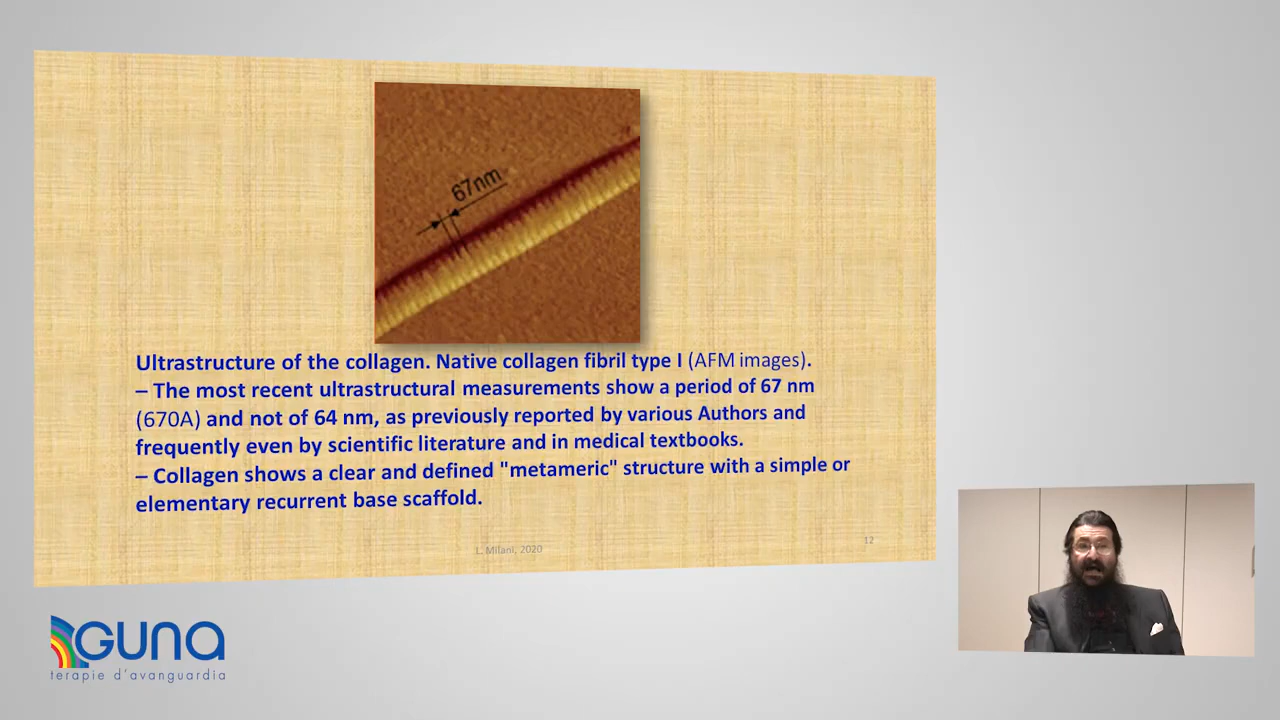 67nm
Ultrastructure of the collagen. Native collagen fibril type I (AFM images).
– The most recent ultrastructural measurements show a period of 67 nm
(670A) and not of 64 nm, as previously reported by various Authors and
frequently even by scientific literature and in medical textbooks.
– Collagen shows a clear and defined "metameric" structure with a simple or
elementary recurrent base scaffold.
L. Milani, 2020
12
GUNA
terapie d'avanguardia